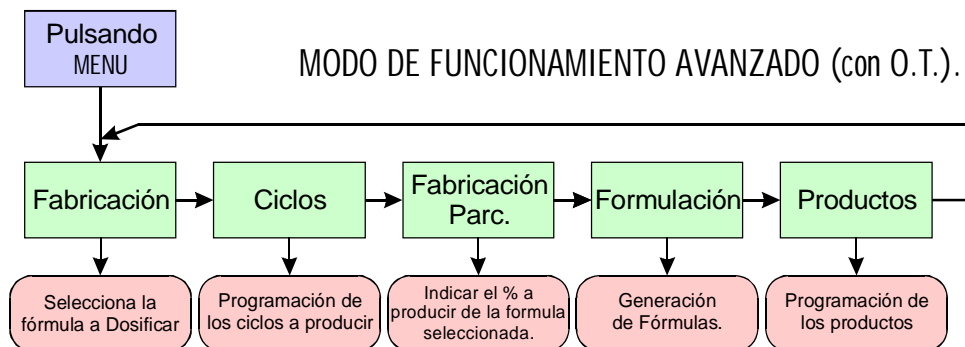 Pulsando
MENU
MODO DE FUNCIONAMIENTO AVANZADO (con O.T.).
Fabricación
Ciclos
Fabricación
Parc.
Formulación
Productos
Selecciona la
fórmula a Dosificar
Programación de
los ciclos a producir
Indicar el % a
producir de la formula
seleccionada.
Generación
de Fórmulas.
Programación de
los productos